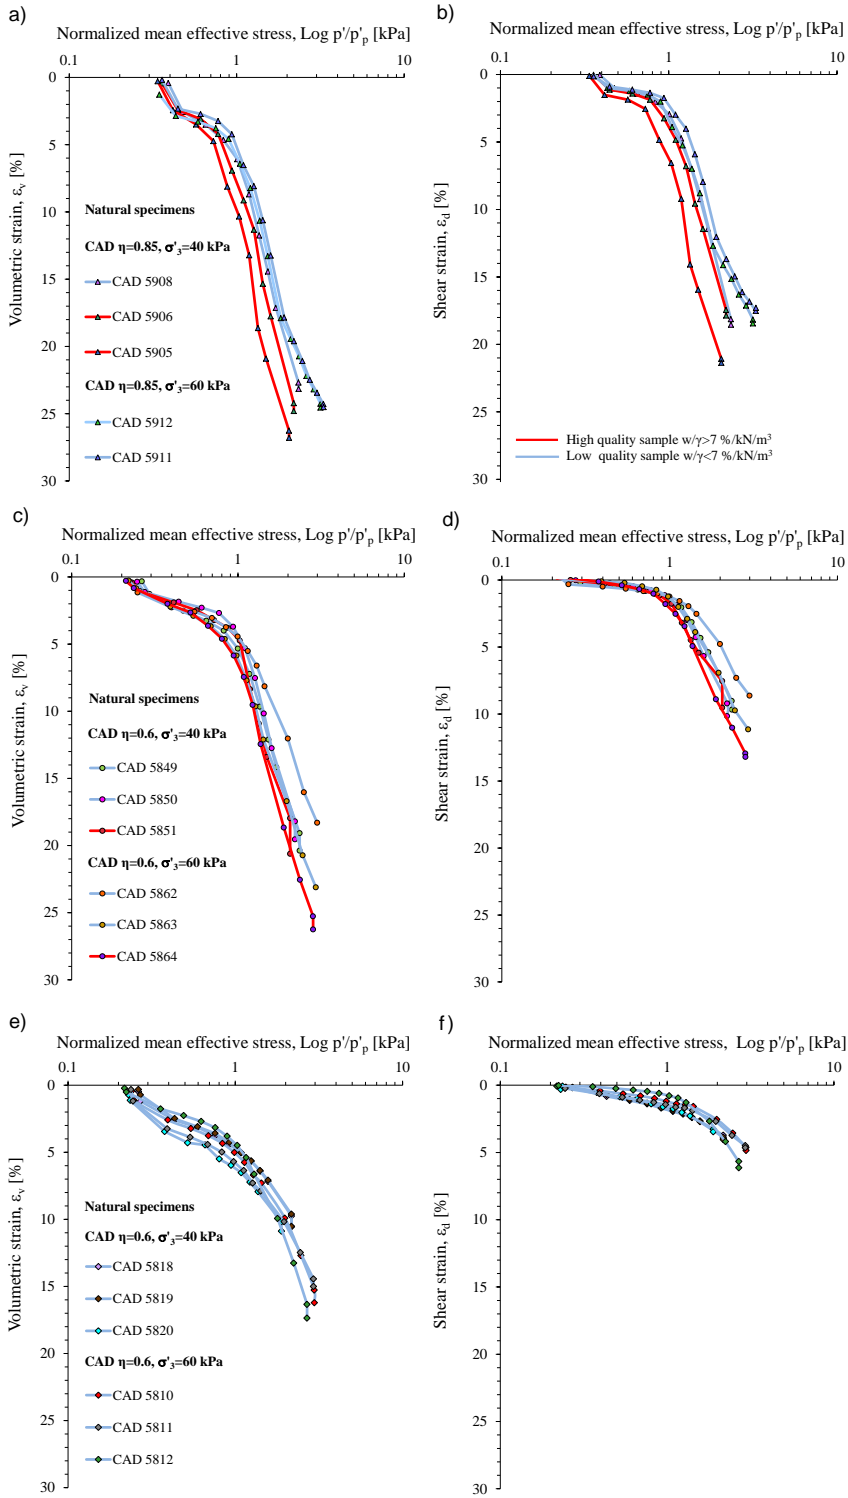 a)
Normalized mean effective stress, Log p'/p'p [kPa]
0.1 1 10
0
5
10
15
20
25
30
Volumetric strain, εv [%]
Natural specimens
CAD η=0.85, σ'3=40 kPa
CAD 5908
CAD 5906
CAD 5905
CAD η=0.85, σ'3=60 kPa
CAD 5912
CAD 5911
b)
Normalized mean effective stress, Log p'/p'p [kPa]
0.1 1 10
0
5
10
15
20
25
30
Shear strain, εd [%]
High quality sample w/γ>7 %/kN/m³
Low quality sample w/γ<7 %/kN/m³
c)
Normalized mean effective stress, Log p'/p'p [kPa]
0.1 1 10
0
5
10
15
20
25
30
Volumetric strain, εv [%]
Natural specimens
CAD η=0.6, σ'3=40 kPa
CAD 5849
CAD 5850
CAD 5851
CAD η=0.6, σ'3=60 kPa
CAD 5862
CAD 5863
CAD 5864
d)
Normalized mean effective stress, Log p'/p'p [kPa]
0.1 1 10
0
5
10
15
20
25
30
Shear strain, εd [%]
e)
Normalized mean effective stress, Log p'/p'p [kPa]
0.1 1 10
0
5
10
15
20
25
30
Volumetric strain, εv [%]
Natural specimens
CAD η=0.6, σ'3=40 kPa
CAD 5818
CAD 5819
CAD 5820
CAD η=0.6, σ'3=60 kPa
CAD 5810
CAD 5811
CAD 5812
f)
Normalized mean effective stress, Log p'/p'p [kPa]
0.1 1 10
0
5
10
15
20
25
30
Shear strain, εd [%]